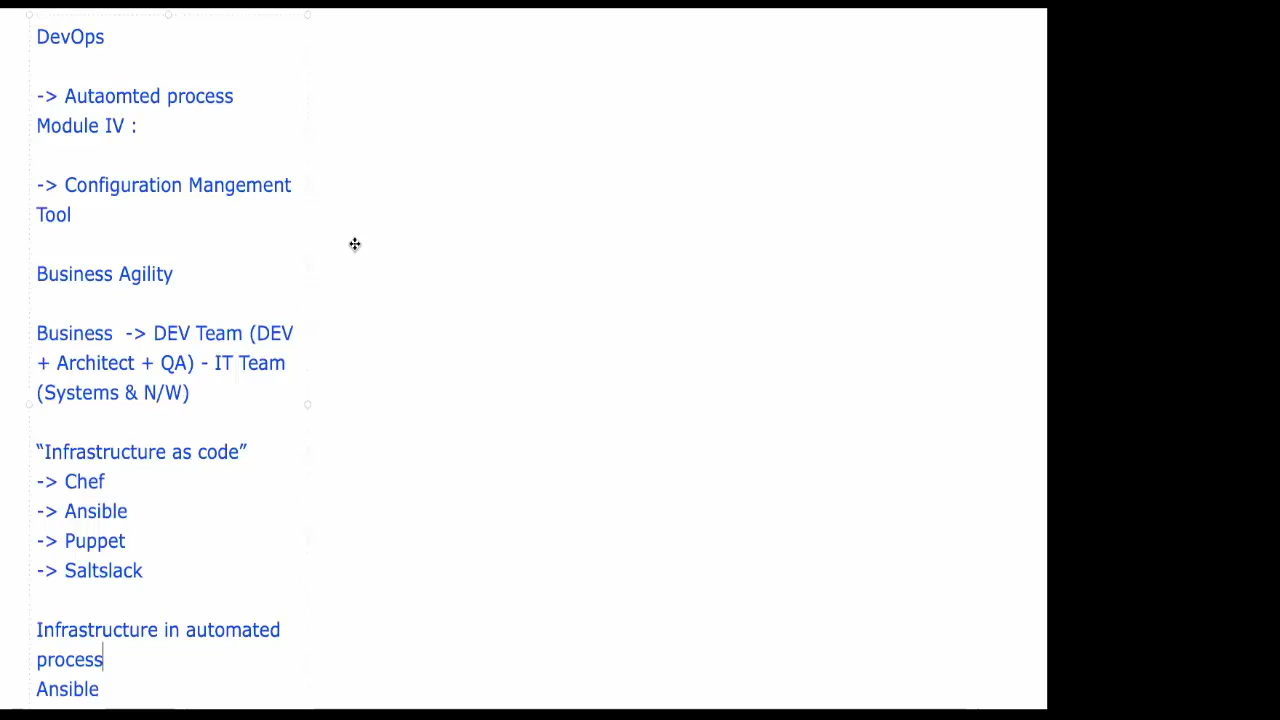 DevOps
-> Autaomted process
Module IV :
-> Configuration Mangement
Tool
Business Agility
Business  -> DEV Team (DEV
+ Architect + QA) - IT Team
(Systems & N/W)
“Infrastructure as code”
-> Chef
-> Ansible
-> Puppet
-> Saltslack
Infrastructure in automated
process
Ansible